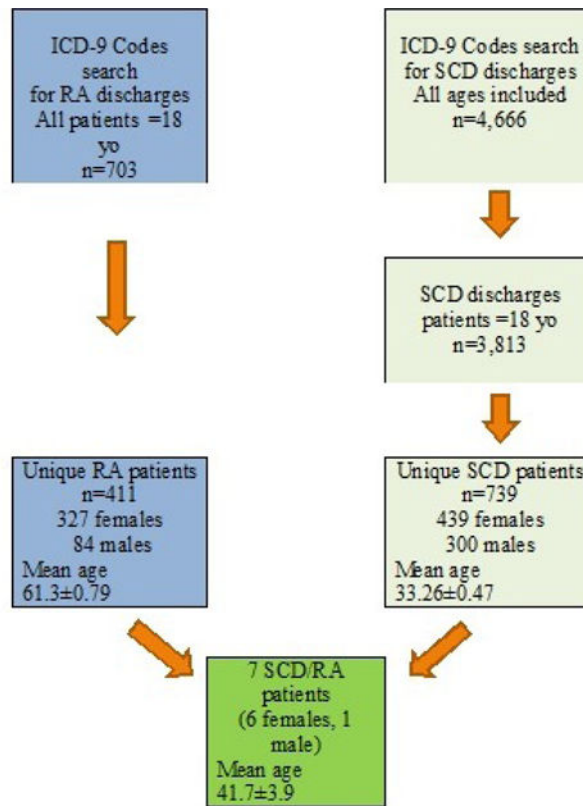 ICD-9 Codes
search
for RA discharges
All patients =18
yo
n=703
ICD-9 Codes search
for SCD discharges
All ages included
n=4,666
SCD discharges
patients =18 yo
n=3,813
Unique RA patients
n=411
327 females
84 males
Mean age
61.3±0.79
Unique SCD patients
n=739
439 females
300 males
Mean age
33.26±0.47
7 SCD/RA
patients
(6 females, 1
male)
Mean age
41.7±3.9